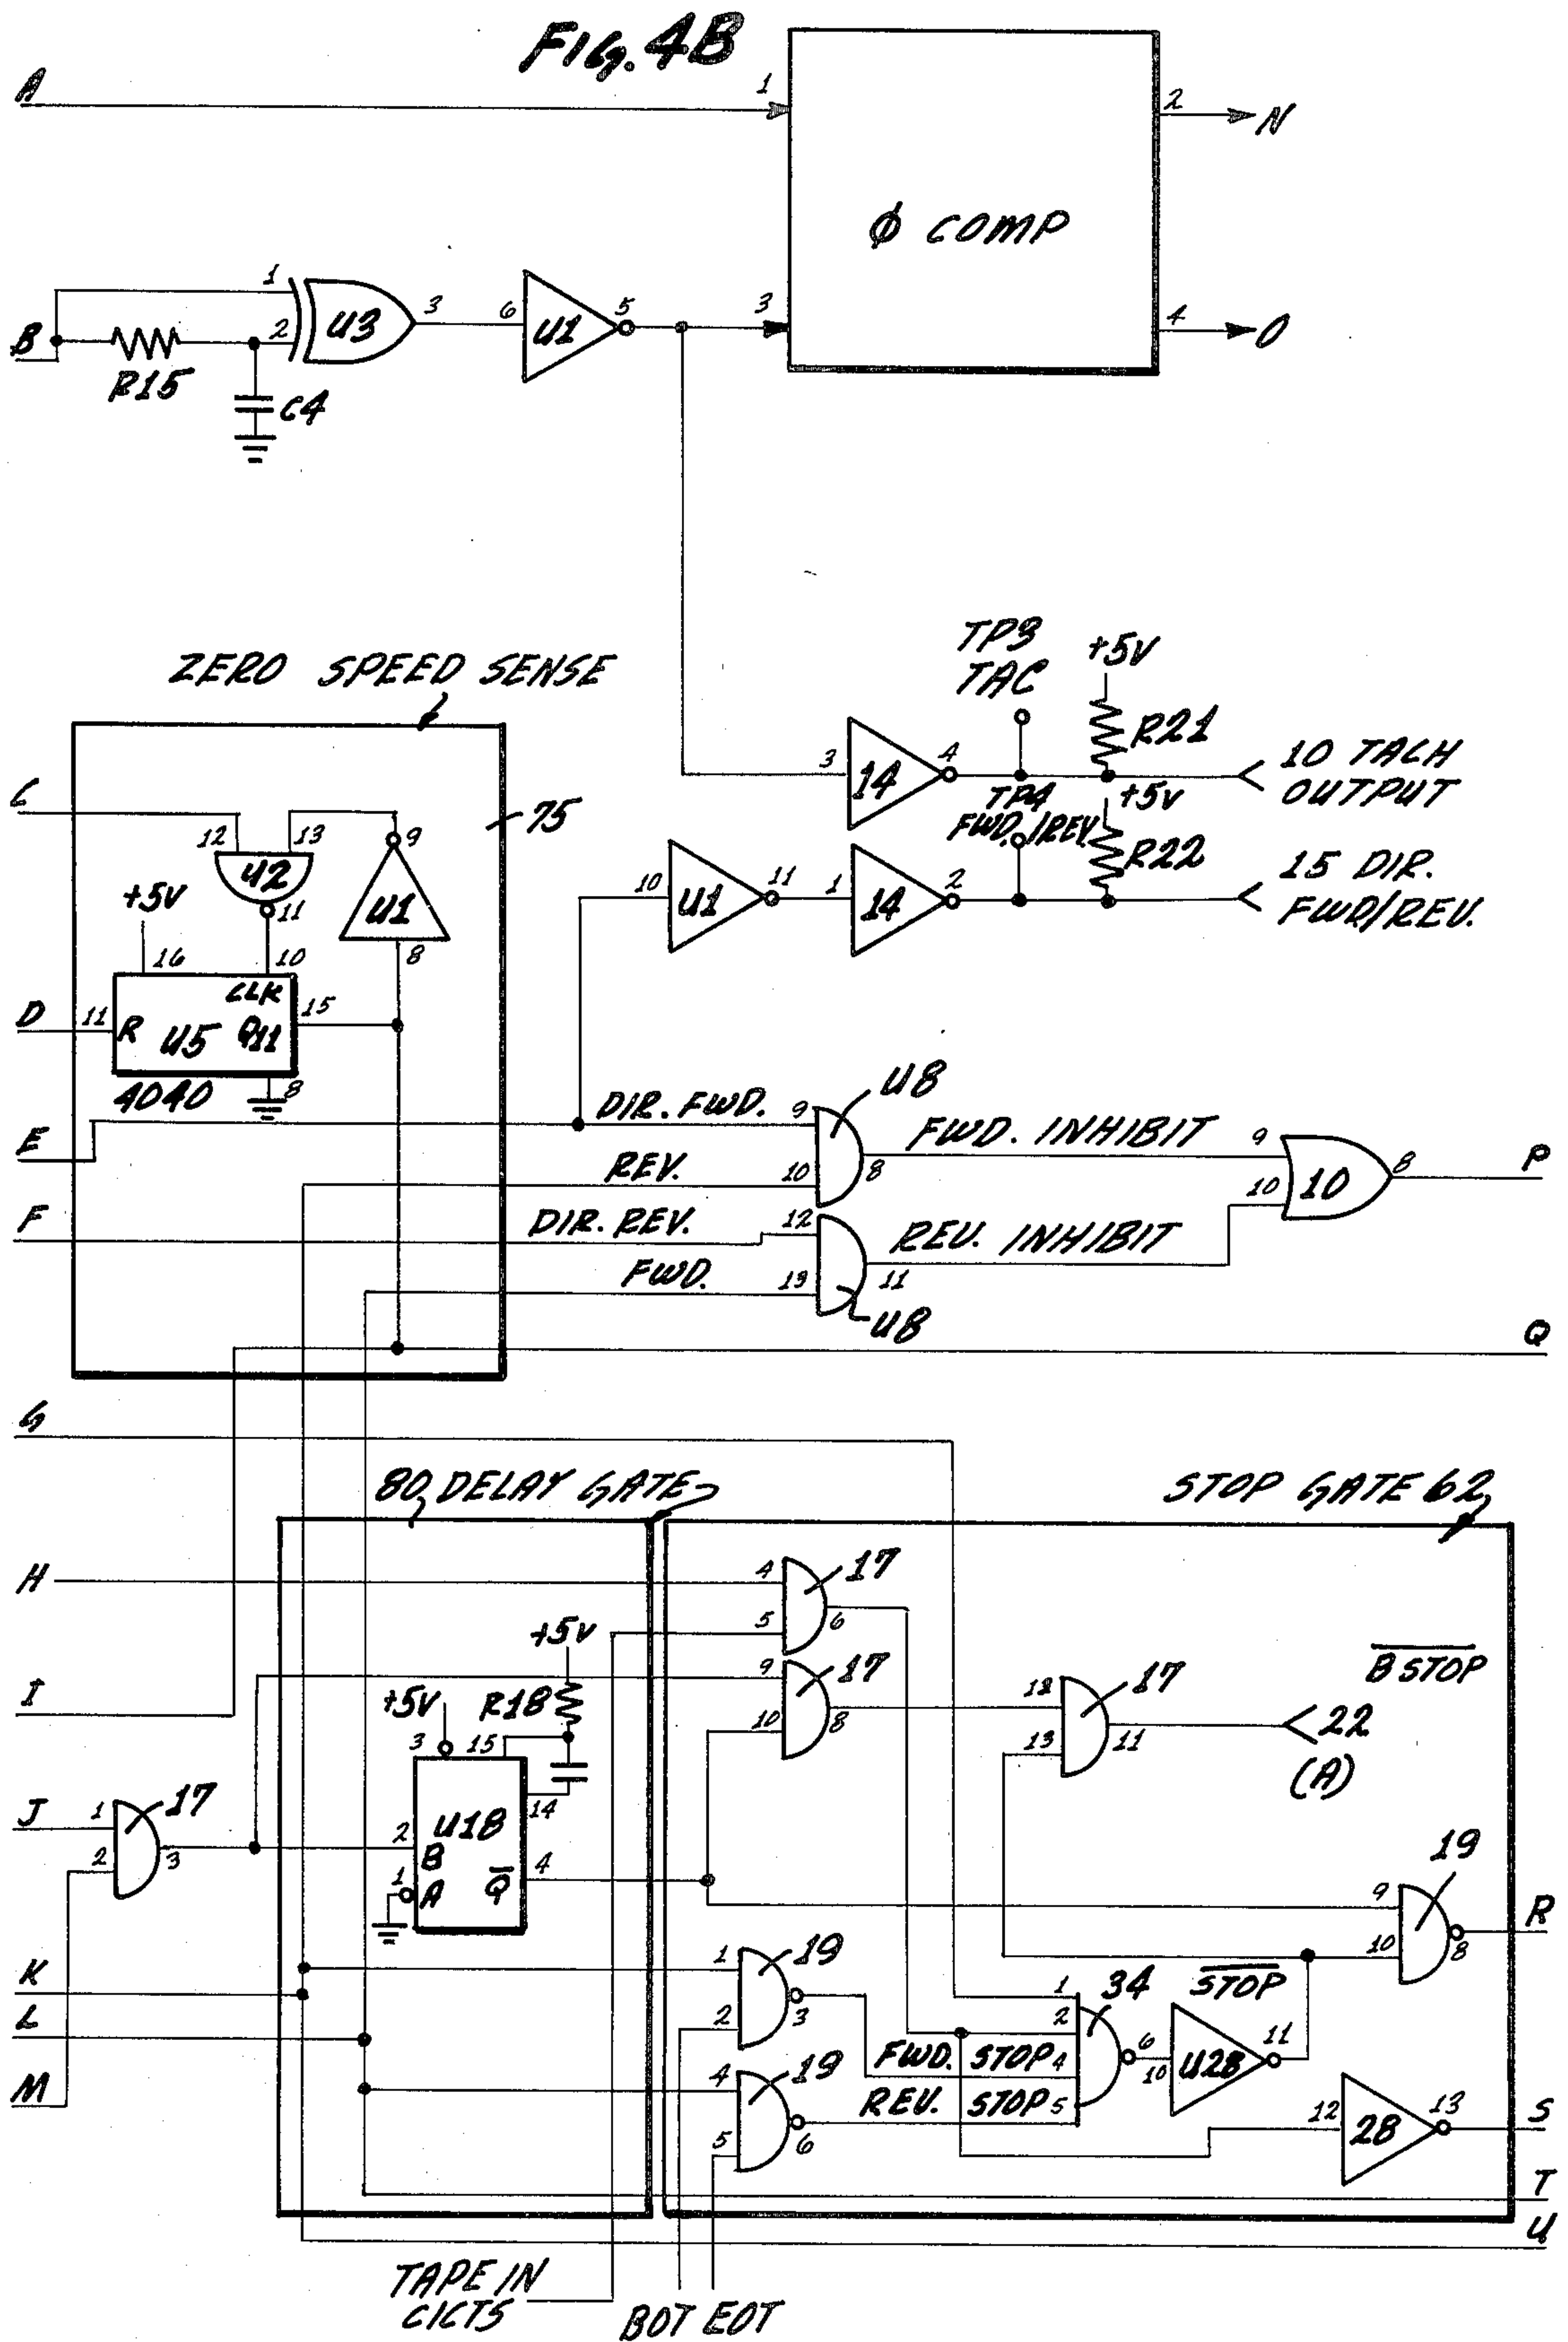 FIG. 4B
A
1
2
N
φ COMP
B
1
2
U3
3
6
U1
5
3
4
O
R15
C4
ZERO SPEED SENSE
TP3
TAC
+5V
R21
3
14
4
10 TACH
OUTPUT
C
12
13
9
75
U2
U1
11
8
+5V
16
10
CLK
D
11
R
U5
Q11
15
4040
8
TP4
FWD./REV.
+5V
R22
10
U1
11
1
14
2
15 DIR.
FWD/REV.
E
DIR. FWD.
9
U8
REV.
10
8
FWD. INHIBIT
9
10
10
8
P
F
DIR. REV.
12
FWD.
13
11
U8
REV. INHIBIT
Q
G
80 DELAY GATE
STOP GATE 62
H
4
5
17
6
+5V
I
+5V
R18
3
15
9
10
17
8
12
13
17
11
B STOP
22
(A)
J
1
2
17
3
2
B
U18
14
1
A
Q
4
9
10
19
8
R
K
1
2
19
3
L
M
4
5
19
6
1
2
34
STOP
FWD. STOP 4
REV. STOP 5
6
10
U28
11
12
28
13
S
T
U
TAPE IN
CICTS
BOT EOT